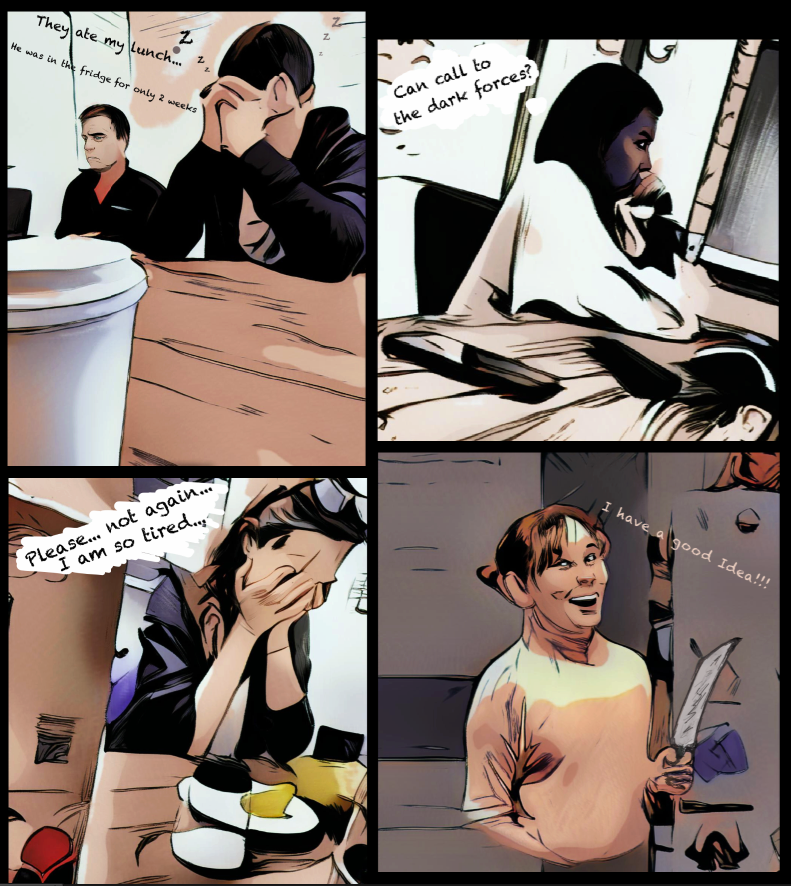 They ate my lunch...
He was in the fridge for only 2 weeks
z
z
z
z
z
Can call to
the dark forces?
Please... not again...
I am so tired...
I have a good Idea!!!